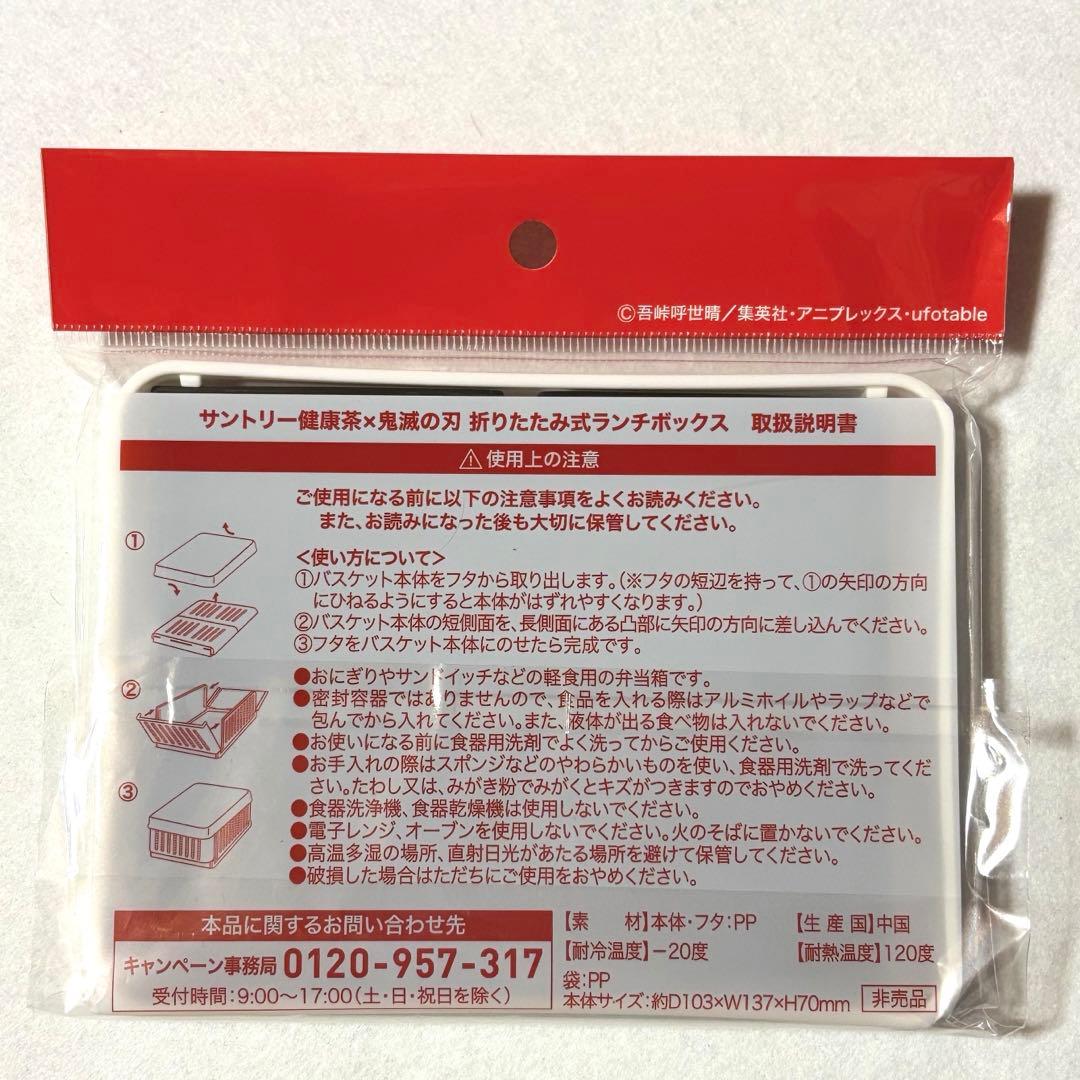 ©吾峠呼世晴／集英社・アニプレックス・ufotable
サントリー健康茶×鬼滅の刃 折りたたみ式ランチボックス　取扱説明書
⚠使用上の注意
ご使用になる前に以下の注意事項をよくお読みください。
また、お読みになった後も大切に保管してください。
①
＜使い方について＞
①バスケット本体をフタから取り出します。(※フタの短辺を持って、①の矢印の方向
にひねるようにすると本体がはずれやすくなります。)
②バスケット本体の短側面を、長側面にある凸部に矢印の方向に差し込んでください。
③フタをバスケット本体にのせたら完成です。
②
●おにぎりやサンドイッチなどの軽食用の弁当箱です。
●密封容器ではありませんので、食品を入れる際はアルミホイルやラップなどで
包んでから入れてください。また、液体が出る食べ物は入れないでください。
●お使いになる前に食器用洗剤でよく洗ってからご使用ください。
●お手入れの際はスポンジなどのやわらかいものを使い、食器用洗剤で洗ってくだ
さい。たわし又は、みがき粉でみがくとキズがつきますのでおやめください。
③
●食器洗浄機、食器乾燥機は使用しないでください。
●電子レンジ、オーブンを使用しないでください。火のそばに置かないでください。
●高温多湿の場所、直射日光があたる場所を避けて保管してください。
●破損した場合はただちにご使用をおやめください。
本品に関するお問い合わせ先
キャンペーン事務局 0120-957-317
受付時間：9:00〜17:00（土・日・祝日を除く）
【素　材】本体・フタ：PP　【生産国】中国
【耐冷温度】−20度　【耐熱温度】120度
袋：PP
本体サイズ：約D103×W137×H70mm　非売品